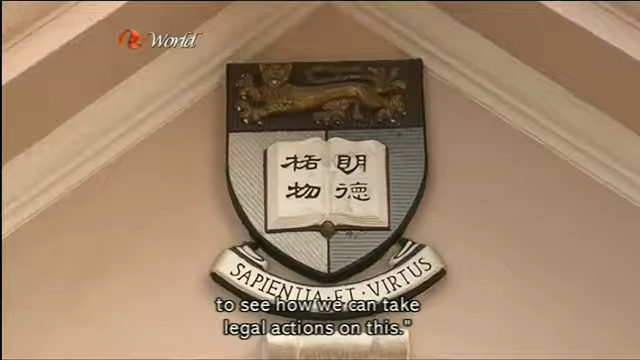 World
明德
格物
SAPIENTIA·ET·VIRTUS
to see how we can take
legal actions on this."